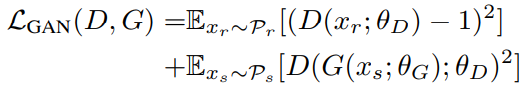 ℒ_GAN(D, G) = 𝔼_{x_r∼𝒫_r}[(D(x_r; θ_D) − 1)²]
+𝔼_{x_s∼𝒫_s}[D(G(x_s; θ_G); θ_D)²]